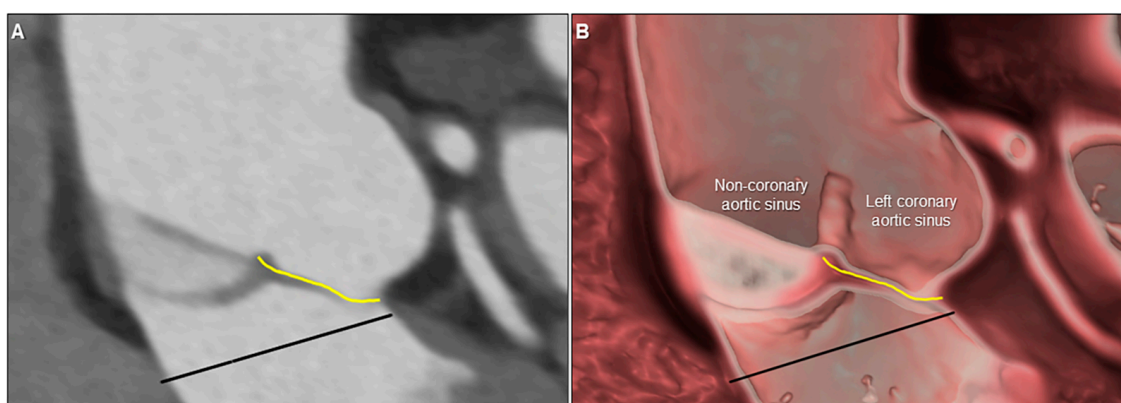 A
B
Non-coronary
aortic sinus
Left coronary
aortic sinus